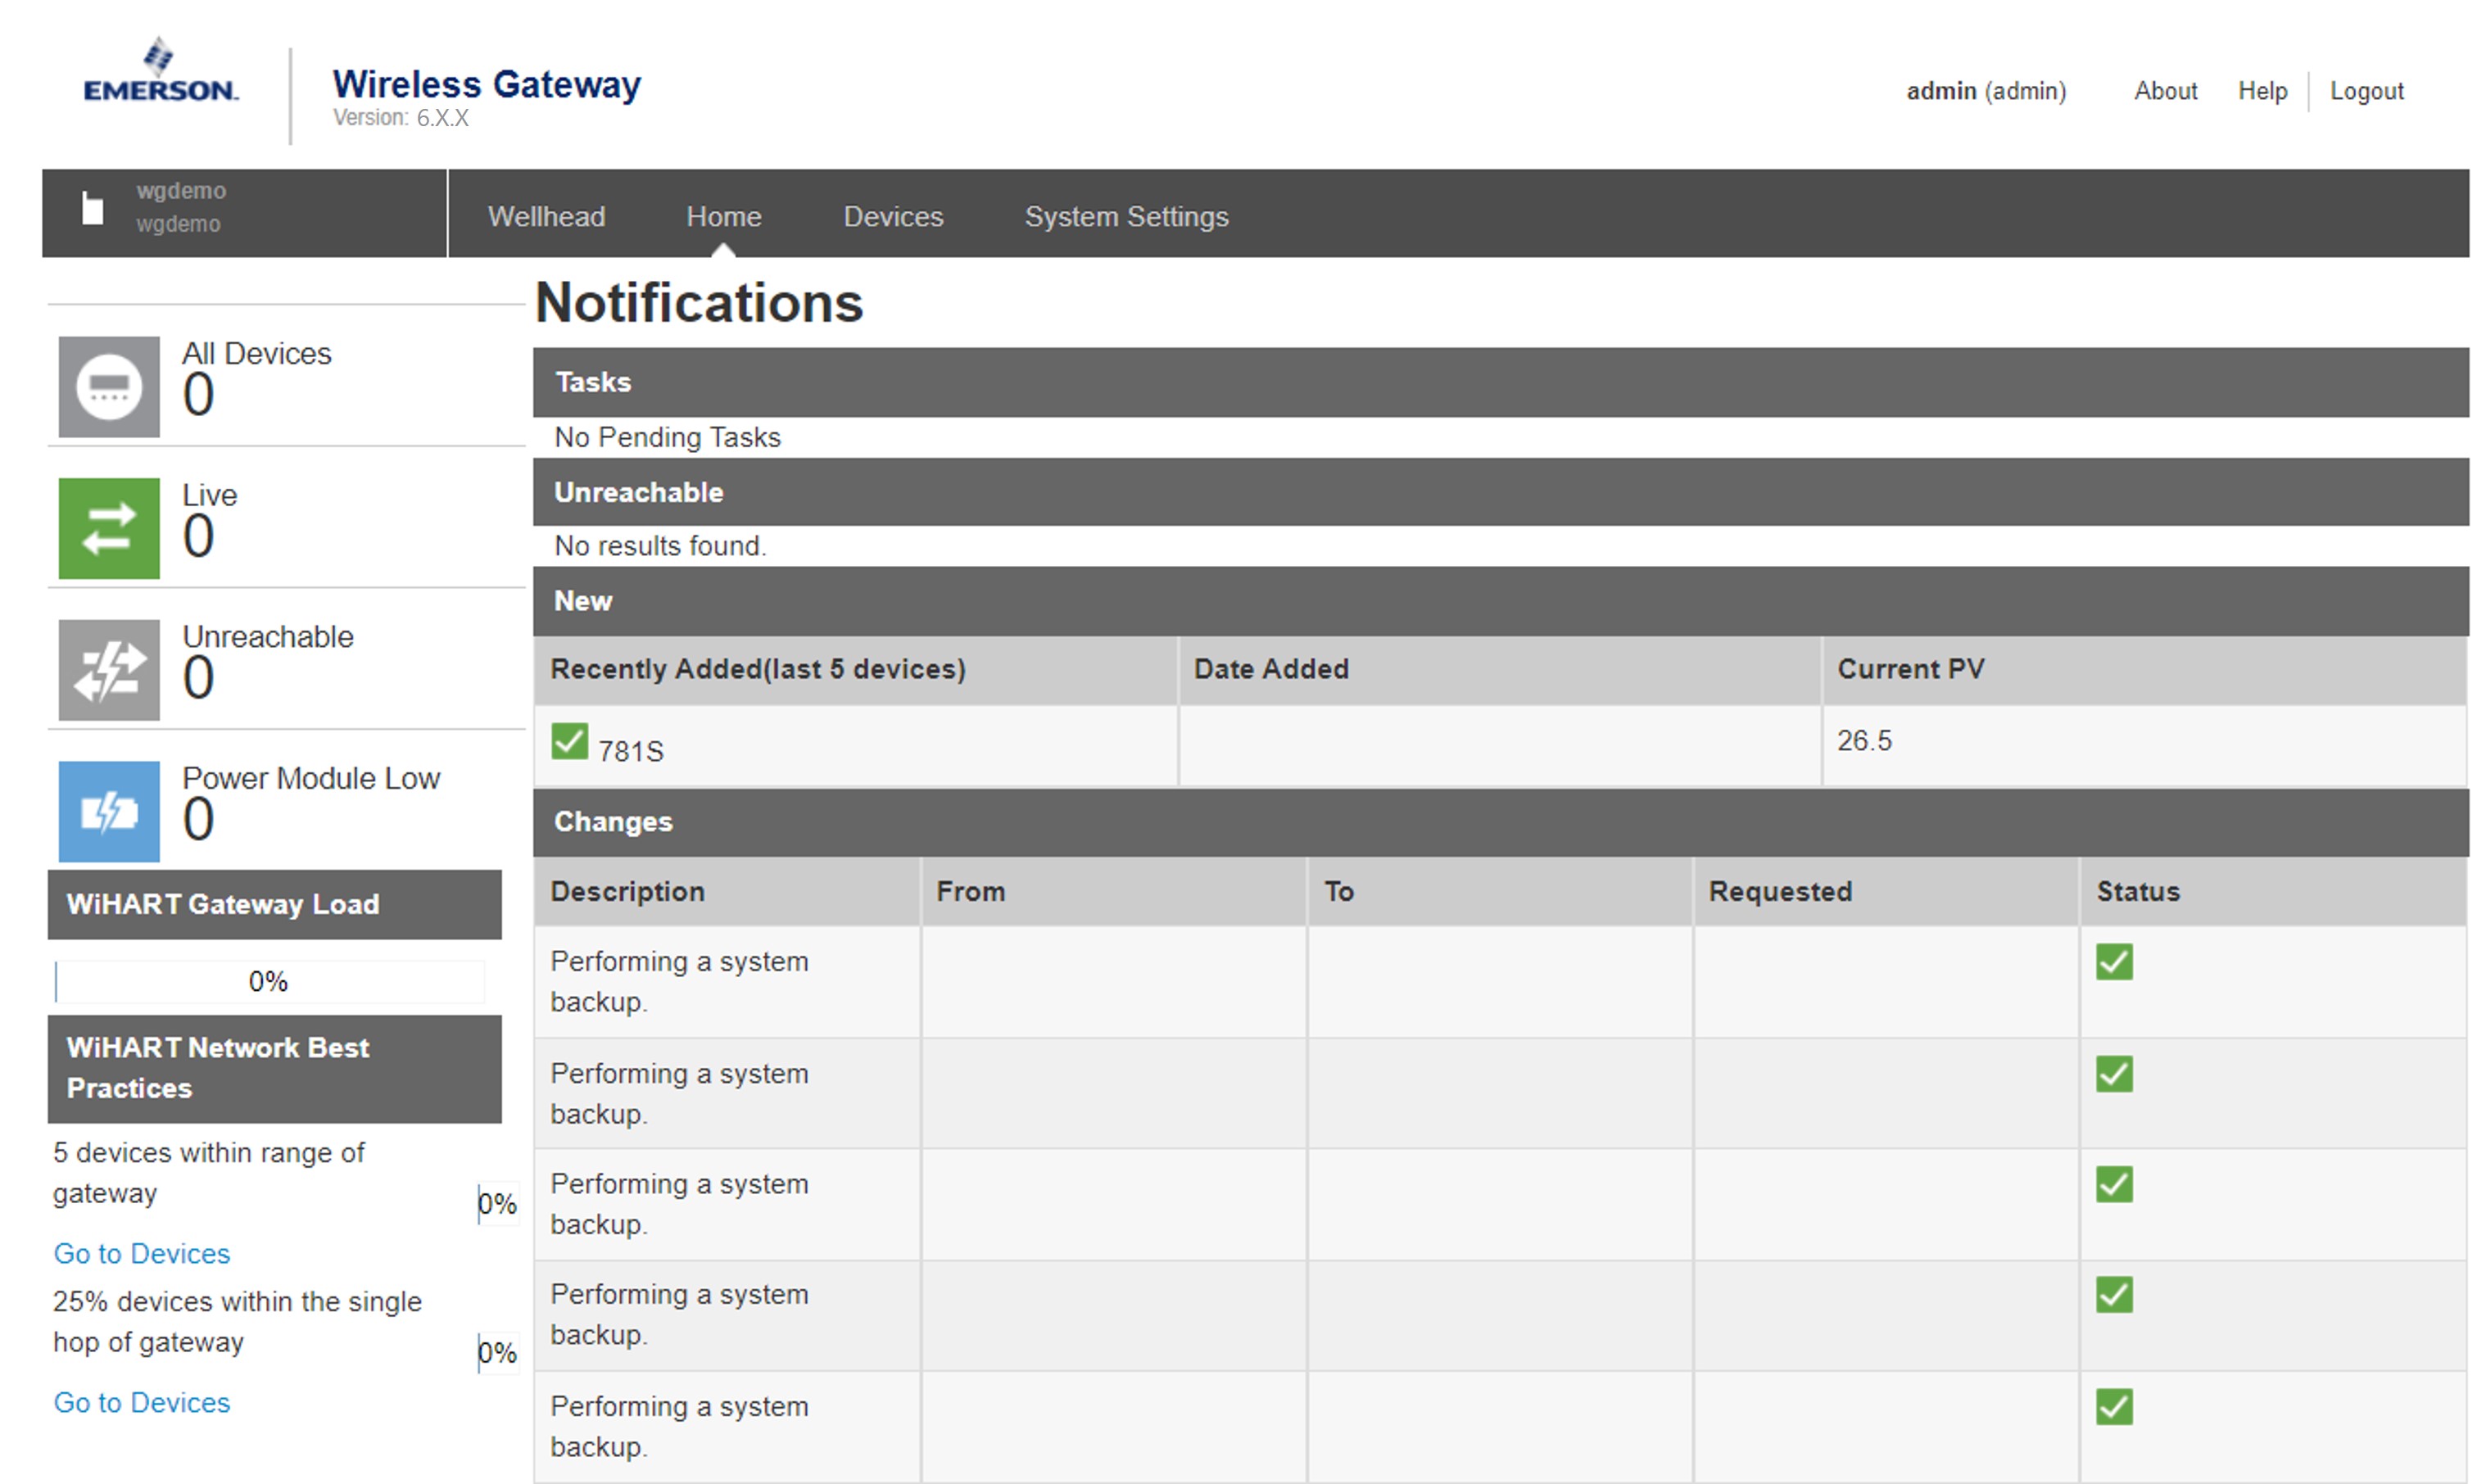 EMERSON.
Wireless Gateway
Version: 6.X.X
admin (admin) About Help Logout
wgdemo
wgdemo
Wellhead Home Devices System Settings
All Devices
0
Live
0
Unreachable
0
Power Module Low
0
WiHART Gateway Load
0%
WiHART Network Best
Practices
5 devices within range of
gateway
0%
Go to Devices
25% devices within the single
hop of gateway
0%
Go to Devices
Notifications
Tasks
No Pending Tasks
Unreachable
No results found.
New
Recently Added(last 5 devices) Date Added Current PV
781S 26.5
Changes
Description From To Requested Status
Performing a system
backup.
Performing a system
backup.
Performing a system
backup.
Performing a system
backup.
Performing a system
backup.